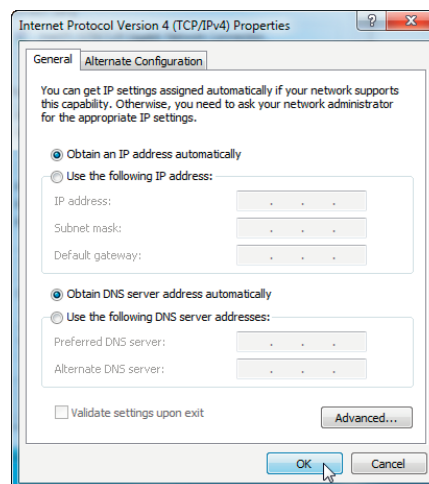 Internet Protocol Version 4 (TCP/IPv4) Properties
General
Alternate Configuration
You can get IP settings assigned automatically if your network supports
this capability. Otherwise, you need to ask your network administrator
for the appropriate IP settings.
Obtain an IP address automatically
Use the following IP address:
IP address:
Subnet mask:
Default gateway:
Obtain DNS server address automatically
Use the following DNS server addresses:
Preferred DNS server:
Alternate DNS server:
Validate settings upon exit
Advanced...
OK
Cancel